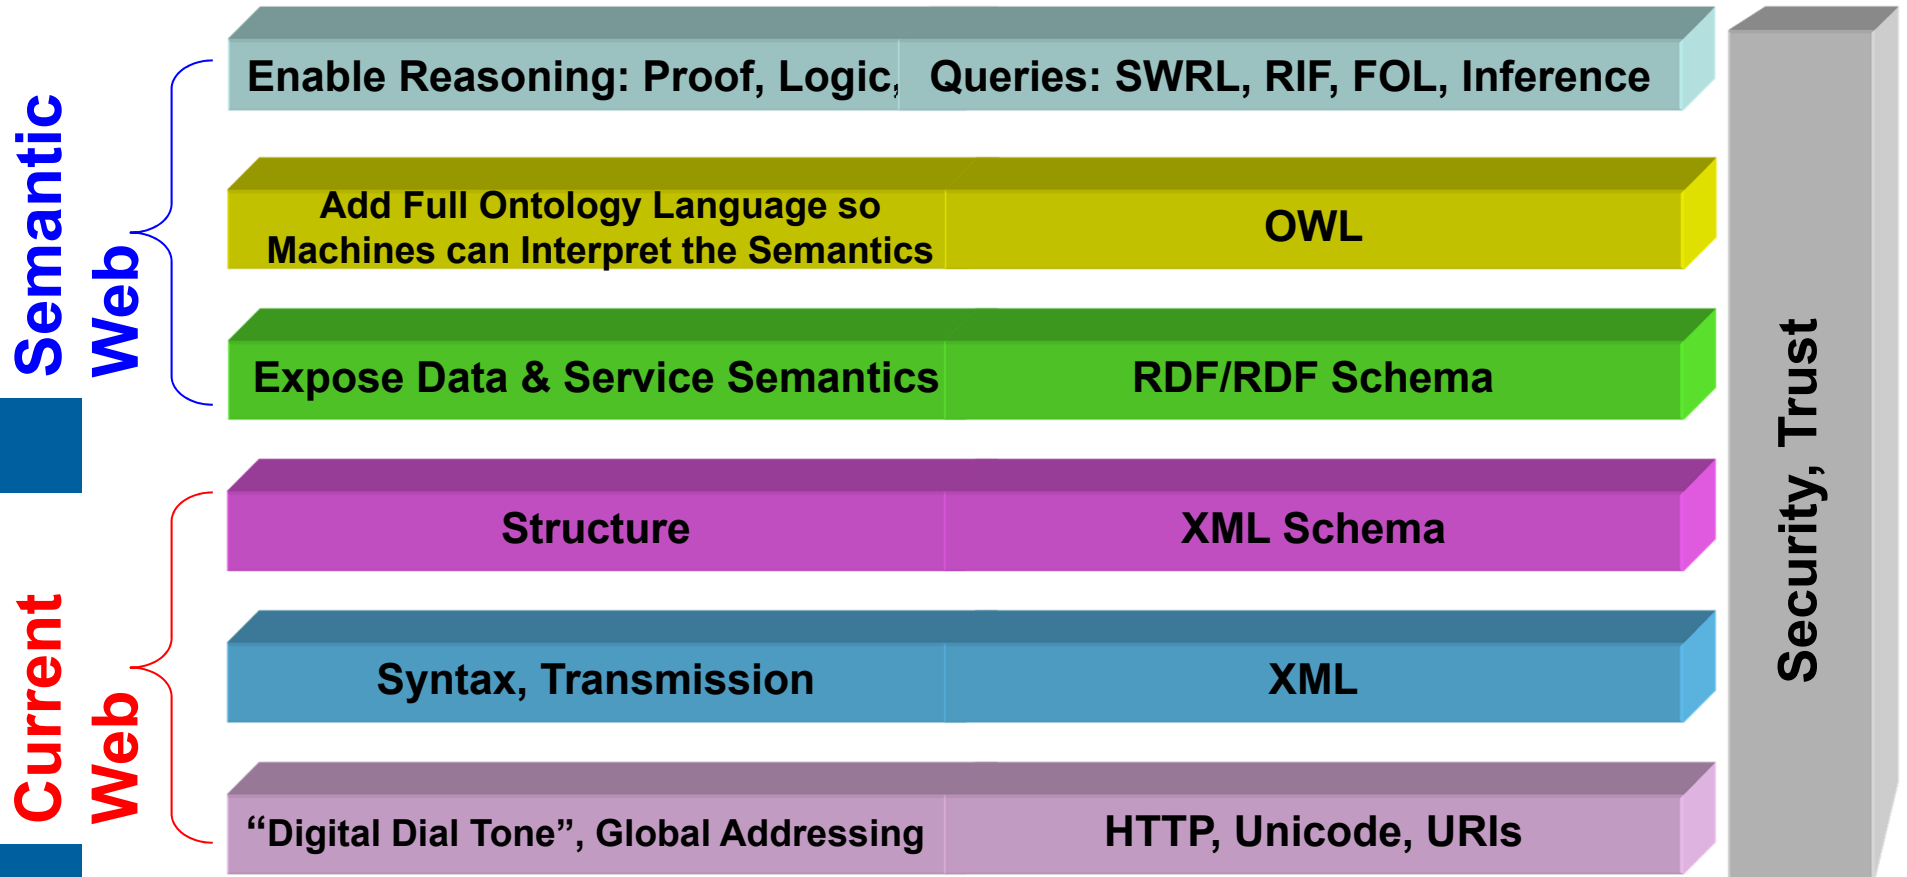 Semantic
Web
Enable Reasoning: Proof, Logic,
Queries: SWRL, RIF, FOL, Inference
Add Full Ontology Language so
Machines can Interpret the Semantics
OWL
Expose Data & Service Semantics
RDF/RDF Schema
Current
Web
Structure
XML Schema
Syntax, Transmission
XML
“Digital Dial Tone”, Global Addressing
HTTP, Unicode, URIs
Security, Trust